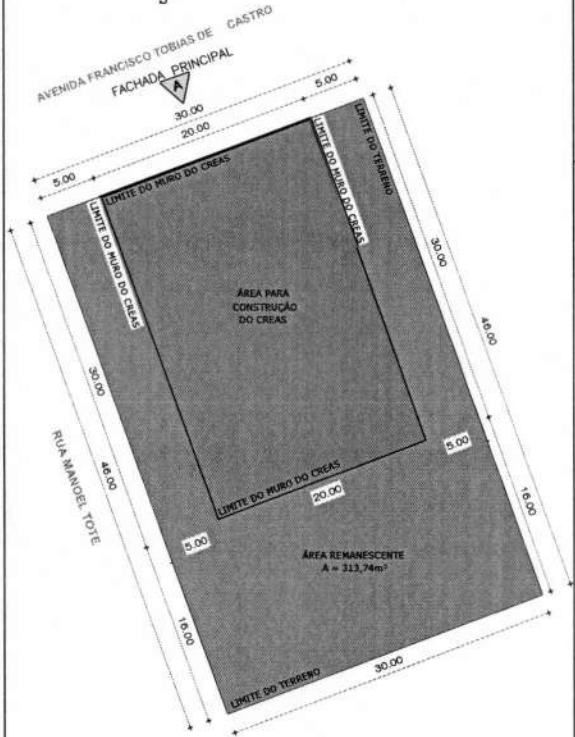 AVENIDA FRANCISCO TOBIAS DE CASTRO
FACHADA PRINCIPAL
A
30.00
5.00
20.00
5.00
LIMITE DO MURO DO CREAS
LIMITE DO MURO DO CREAS
LIMITE DO MURO DO CREAS
LIMITE DO TERRENO
ÁREA PARA
CONSTRUÇÃO
DO CREAS
30.00
46.00
30.00
46.00
RUA MANOEL TOTE
LIMITE DO MURO DO CREAS
20.00
5.00
5.00
16.00
ÁREA REMANESCENTE
A = 313,74m²
16.00
LIMITE DO TERRENO
30.00